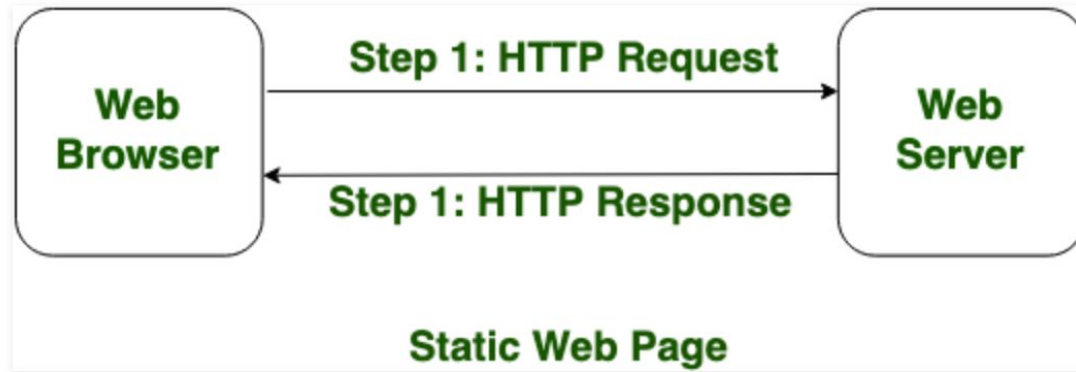 Step 1: HTTP Request
Web
Browser
Web
Server
Step 1: HTTP Response
Static Web Page